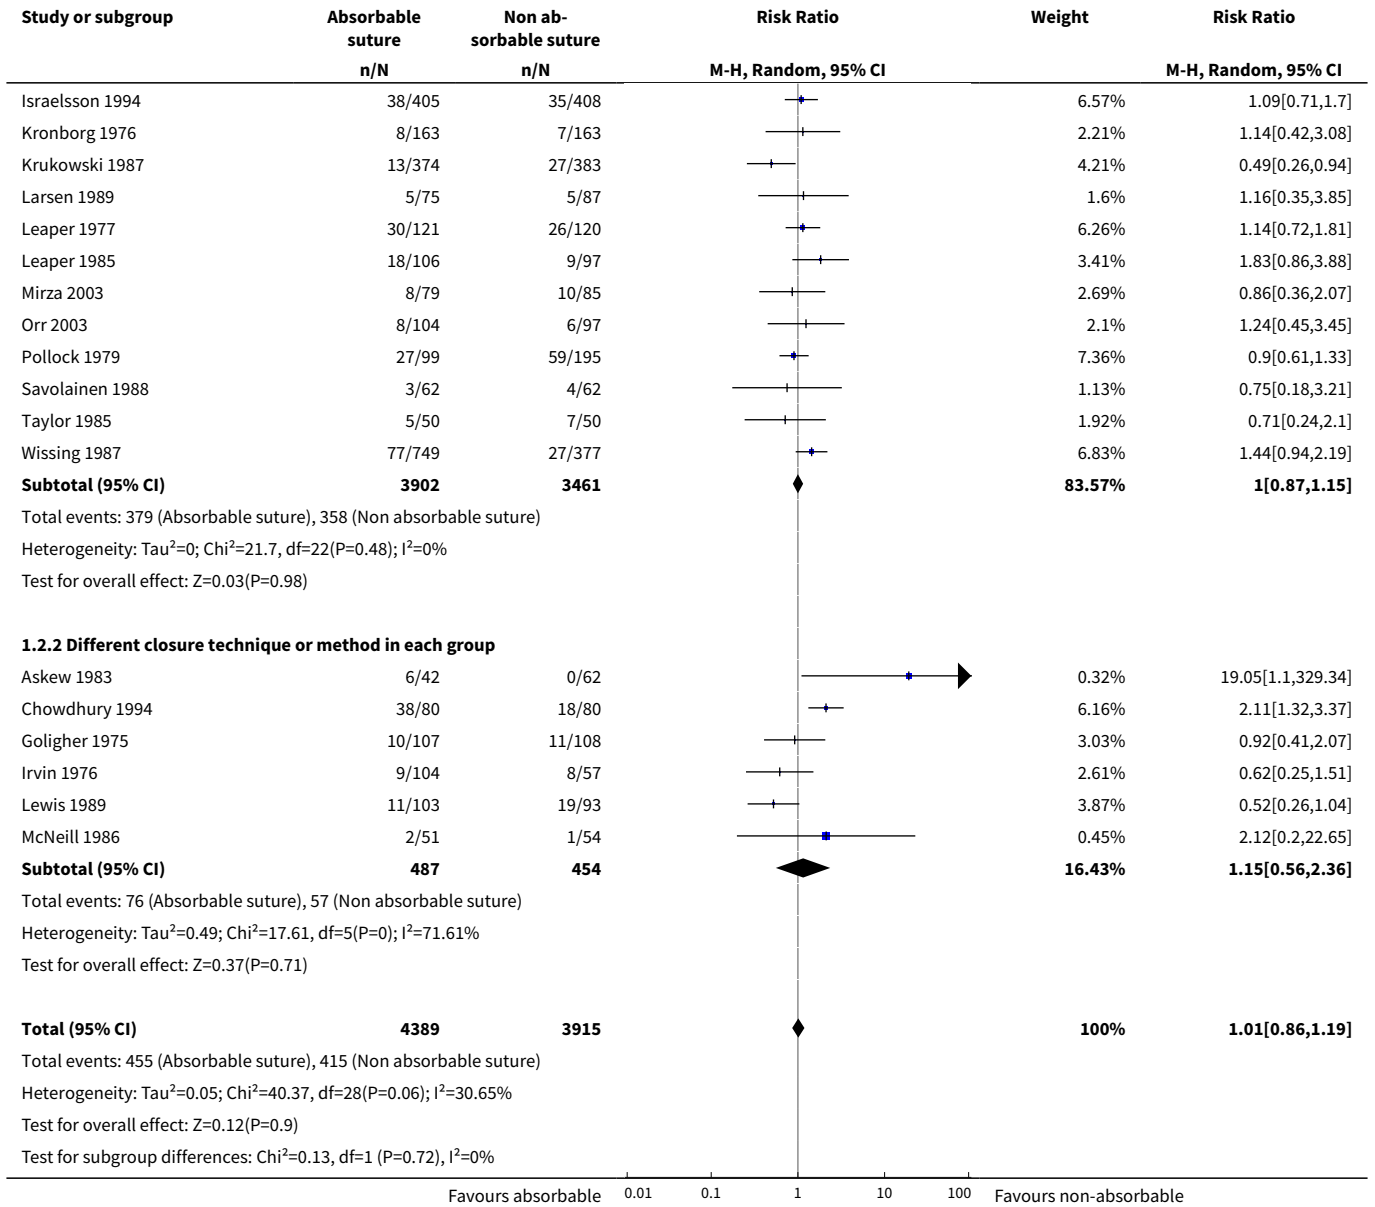 Study or subgroup Absorbable suture Non ab-sorbable suture Risk Ratio Weight Risk Ratio
n/N n/N M-H, Random, 95% CI M-H, Random, 95% CI
Israelsson 1994 38/405 35/408 6.57% 1.09[0.71,1.7]
Kronborg 1976 8/163 7/163 2.21% 1.14[0.42,3.08]
Krukowski 1987 13/374 27/383 4.21% 0.49[0.26,0.94]
Larsen 1989 5/75 5/87 1.6% 1.16[0.35,3.85]
Leaper 1977 30/121 26/120 6.26% 1.14[0.72,1.81]
Leaper 1985 18/106 9/97 3.41% 1.83[0.86,3.88]
Mirza 2003 8/79 10/85 2.69% 0.86[0.36,2.07]
Orr 2003 8/104 6/97 2.1% 1.24[0.45,3.45]
Pollock 1979 27/99 59/195 7.36% 0.9[0.61,1.33]
Savolainen 1988 3/62 4/62 1.13% 0.75[0.18,3.21]
Taylor 1985 5/50 7/50 1.92% 0.71[0.24,2.1]
Wissing 1987 77/749 27/377 6.83% 1.44[0.94,2.19]
Subtotal (95% CI) 3902 3461 83.57% 1[0.87,1.15]
Total events: 379 (Absorbable suture), 358 (Non absorbable suture)
Heterogeneity: Tau²=0; Chi²=21.7, df=22(P=0.48); I²=0%
Test for overall effect: Z=0.03(P=0.98)
1.2.2 Different closure technique or method in each group
Askew 1983 6/42 0/62 0.32% 19.05[1.1,329.34]
Chowdhury 1994 38/80 18/80 6.16% 2.11[1.32,3.37]
Goligher 1975 10/107 11/108 3.03% 0.92[0.41,2.07]
Irvin 1976 9/104 8/57 2.61% 0.62[0.25,1.51]
Lewis 1989 11/103 19/93 3.87% 0.52[0.26,1.04]
McNeill 1986 2/51 1/54 0.45% 2.12[0.2,22.65]
Subtotal (95% CI) 487 454 16.43% 1.15[0.56,2.36]
Total events: 76 (Absorbable suture), 57 (Non absorbable suture)
Heterogeneity: Tau²=0.49; Chi²=17.61, df=5(P=0); I²=71.61%
Test for overall effect: Z=0.37(P=0.71)
Total (95% CI) 4389 3915 100% 1.01[0.86,1.19]
Total events: 455 (Absorbable suture), 415 (Non absorbable suture)
Heterogeneity: Tau²=0.05; Chi²=40.37, df=28(P=0.06); I²=30.65%
Test for overall effect: Z=0.12(P=0.9)
Test for subgroup differences: Chi²=0.13, df=1 (P=0.72), I²=0%
Favours absorbable 0.01 0.1 1 10 100 Favours non-absorbable